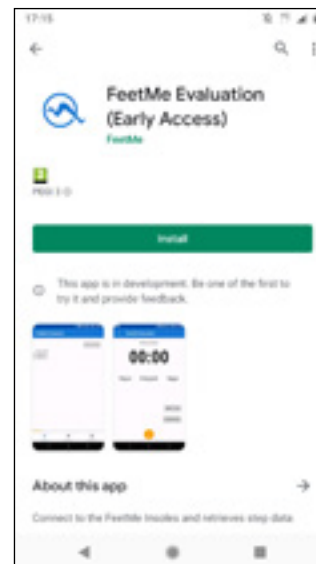 17:15
FeetMe Evaluation
(Early Access)
FeetMe
PEGI 3
Install
This app is in development. Be one of the first to
try it and provide feedback.
00:00
About this app
Connect to the FeetMe Insoles and retrieves step data